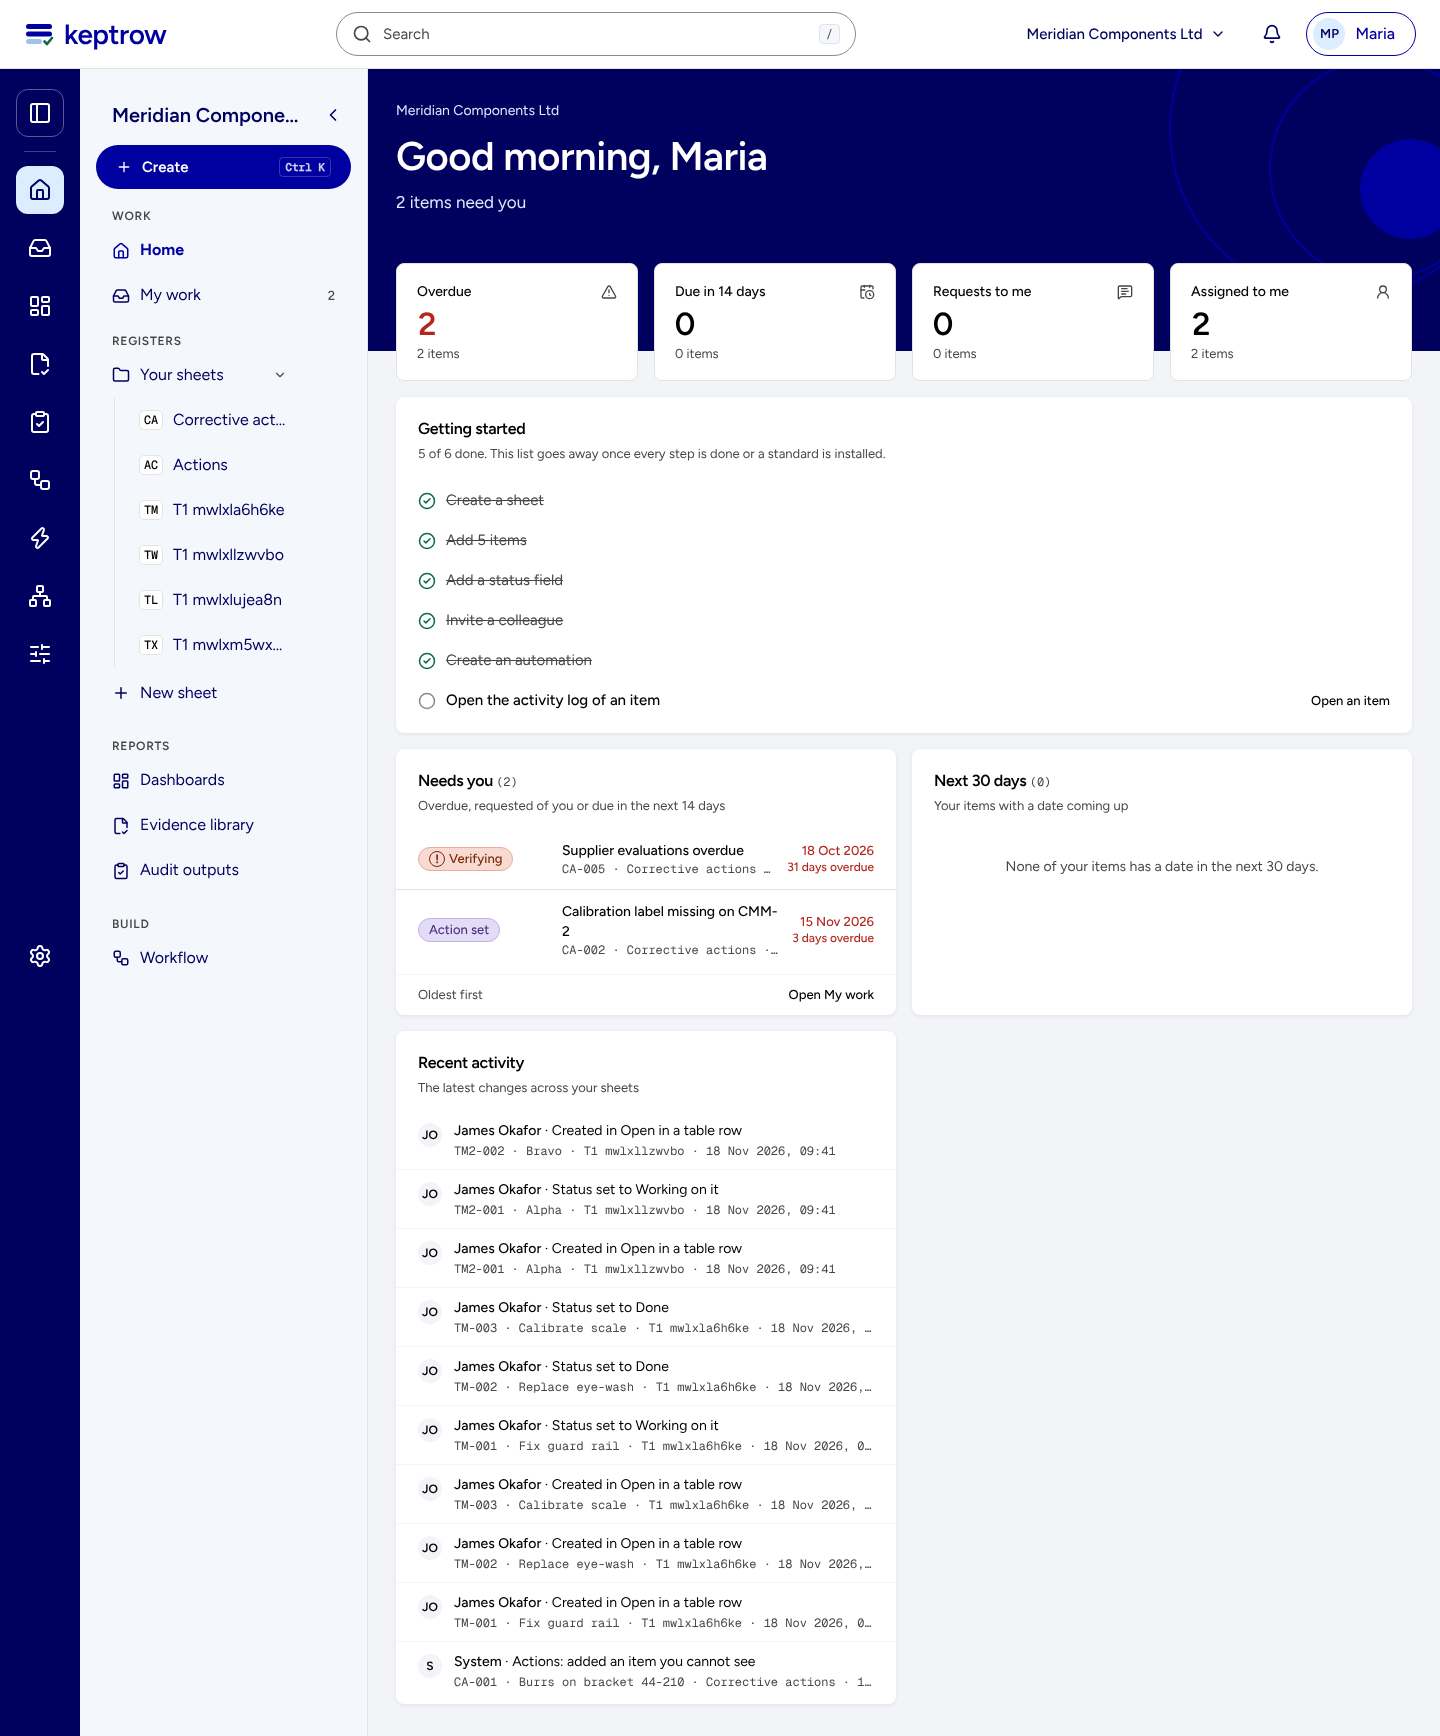 keptrow
Search
/
Meridian Components Ltd
MP
Maria
Meridian Compone...
Create
Ctrl K
WORK
Home
My work
2
REGISTERS
Your sheets
CA
Corrective act...
AC
Actions
TM
T1 mwlxla6h6ke
TW
T1 mwlxllzwvbo
TL
T1 mwlxlujea8n
TX
T1 mwlxm5wx...
New sheet
REPORTS
Dashboards
Evidence library
Audit outputs
BUILD
Workflow
Meridian Components Ltd
Good morning, Maria
2 items need you
Overdue
2
2 items
Due in 14 days
0
0 items
Requests to me
0
0 items
Assigned to me
2
2 items
Getting started
5 of 6 done. This list goes away once every step is done or a standard is installed.
Create a sheet
Add 5 items
Add a status field
Invite a colleague
Create an automation
Open the activity log of an item
Open an item
Needs you (2)
Overdue, requested of you or due in the next 14 days
Verifying
Supplier evaluations overdue
CA-005 · Corrective actions …
18 Oct 2026
31 days overdue
Action set
Calibration label missing on CMM-
2
CA-002 · Corrective actions ·…
15 Nov 2026
3 days overdue
Oldest first
Open My work
Next 30 days (0)
Your items with a date coming up
None of your items has a date in the next 30 days.
Recent activity
The latest changes across your sheets
JO
James Okafor · Created in Open in a table row
TM2-002 · Bravo · T1 mwlxllzwvbo · 18 Nov 2026, 09:41
JO
James Okafor · Status set to Working on it
TM2-001 · Alpha · T1 mwlxllzwvbo · 18 Nov 2026, 09:41
JO
James Okafor · Created in Open in a table row
TM2-001 · Alpha · T1 mwlxllzwvbo · 18 Nov 2026, 09:41
JO
James Okafor · Status set to Done
TM-003 · Calibrate scale · T1 mwlxla6h6ke · 18 Nov 2026, …
JO
James Okafor · Status set to Done
TM-002 · Replace eye-wash · T1 mwlxla6h6ke · 18 Nov 2026,…
JO
James Okafor · Status set to Working on it
TM-001 · Fix guard rail · T1 mwlxla6h6ke · 18 Nov 2026, 0…
JO
James Okafor · Created in Open in a table row
TM-003 · Calibrate scale · T1 mwlxla6h6ke · 18 Nov 2026, …
JO
James Okafor · Created in Open in a table row
TM-002 · Replace eye-wash · T1 mwlxla6h6ke · 18 Nov 2026,…
JO
James Okafor · Created in Open in a table row
TM-001 · Fix guard rail · T1 mwlxla6h6ke · 18 Nov 2026, 0…
S
System · Actions: added an item you cannot see
CA-001 · Burrs on bracket 44-210 · Corrective actions · 1…